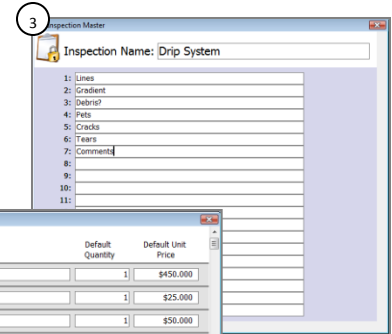 3
Inspection Master
Inspection Name: Drip System
1: Lines
2: Gradient
3: Debris?
4: Pets
5: Cracks
6: Tears
7: Comments
8:
9:
10:
11:
Default Quantity Default Unit Price
1 $450.000
1 $25.000
1 $50.000